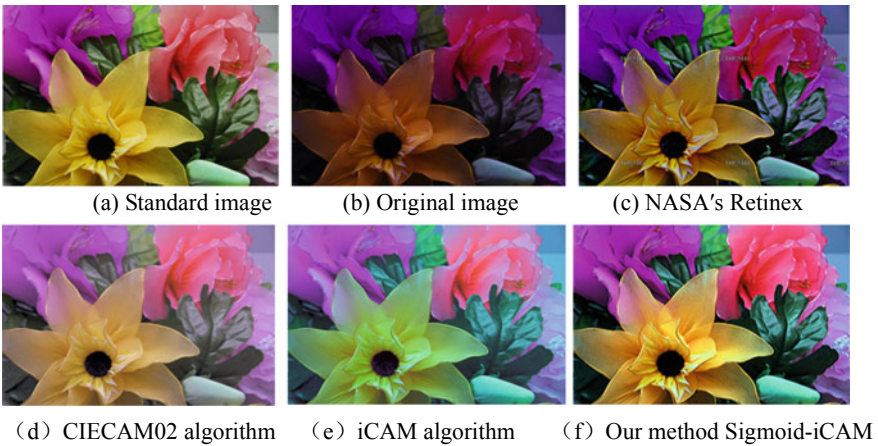 (a) Standard image
(b) Original image
(c) NASA′s Retinex
（d）CIECAM02 algorithm
（e）iCAM algorithm
（f）Our method Sigmoid-iCAM